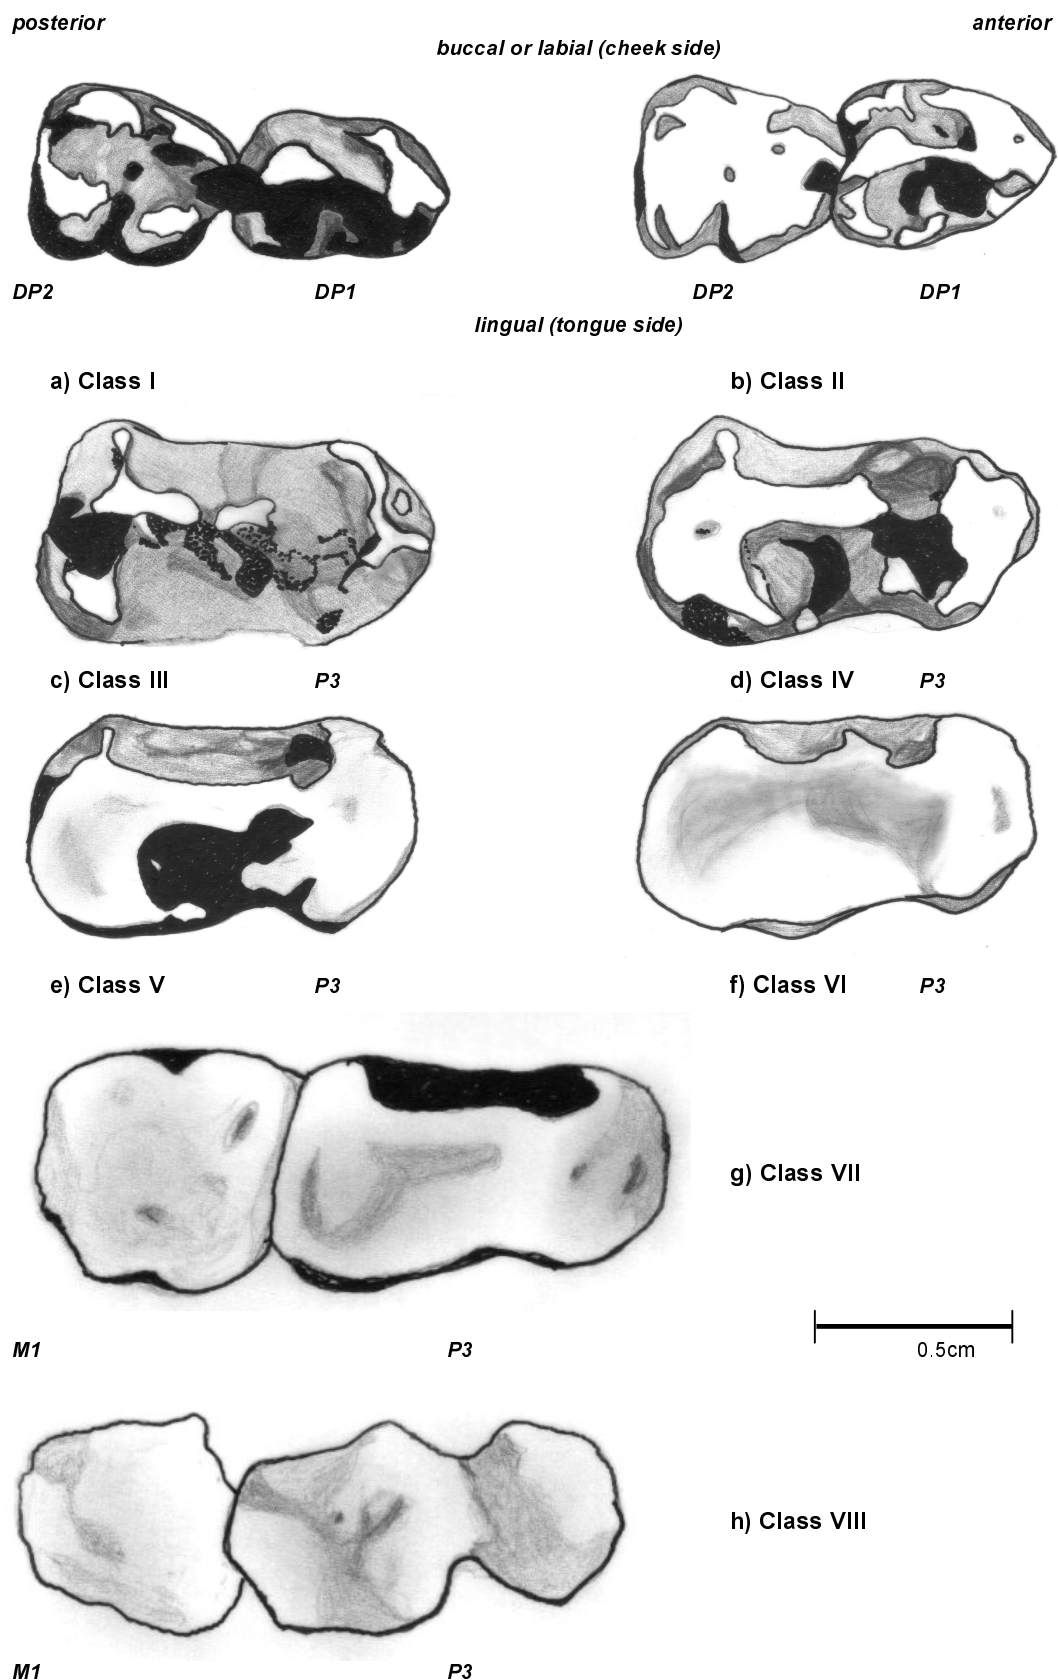 posterior
anterior
buccal or labial (cheek side)
DP2 DP1 DP2 DP1
lingual (tongue side)
a) Class I b) Class II
c) Class III P3 d) Class IV P3
e) Class V P3 f) Class VI P3
g) Class VII
M1 P3 0.5cm
h) Class VIII
M1 P3